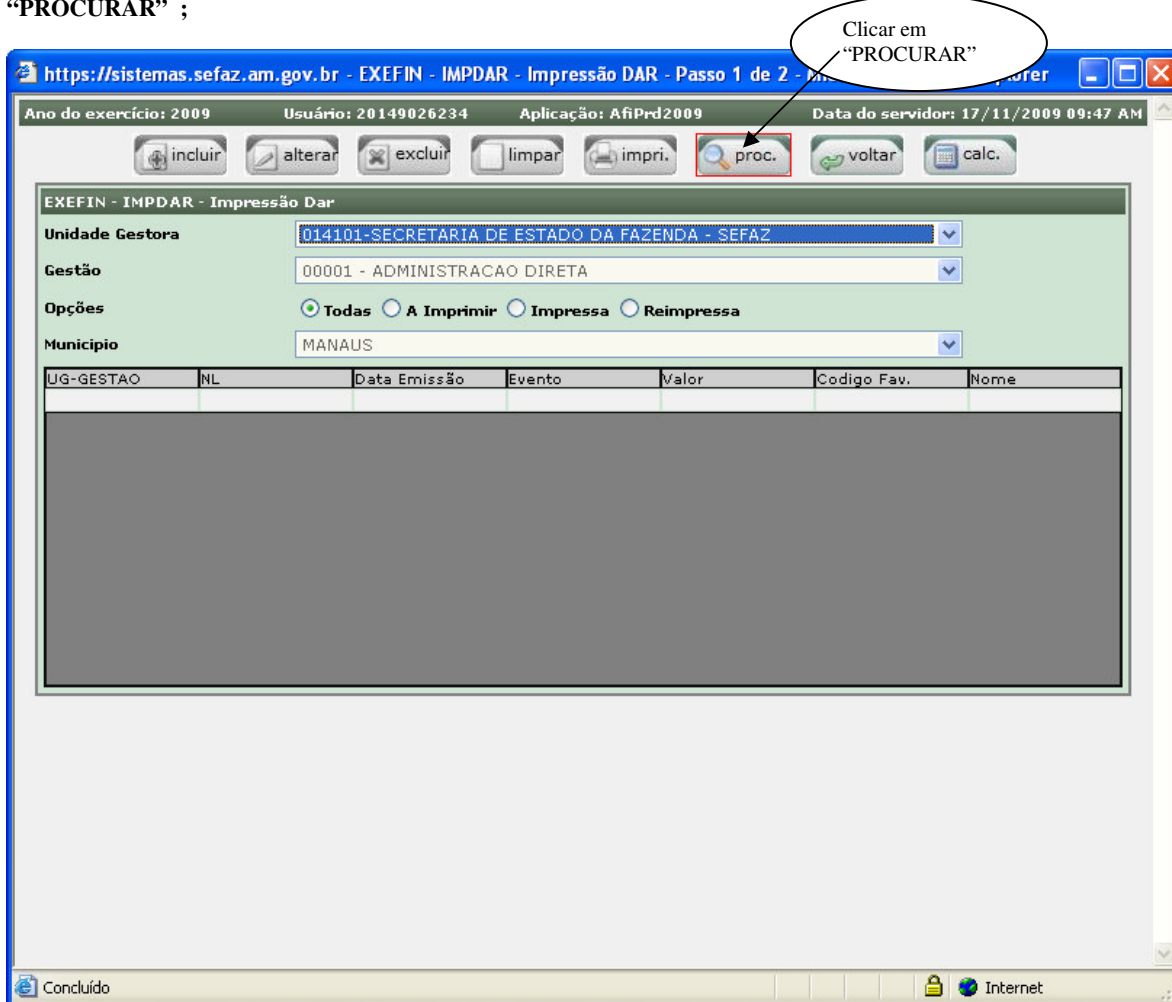 “PROCURAR” ;
Clicar em
“PROCURAR”
https://sistemas.sefaz.am.gov.br - EXEFIN - IMPDAR - Impressão DAR - Passo 1 de 2 -
Ano do exercício: 2009 Usuário: 20149026234 Aplicação: AfiPrd2009 Data do servidor: 17/11/2009 09:47 AM
incluir alterar excluir limpar impri. proc. voltar calc.
EXEFIN - IMPDAR - Impressão Dar
Unidade Gestora 014101-SECRETARIA DE ESTADO DA FAZENDA - SEFAZ
Gestão 00001 - ADMINISTRACAO DIRETA
Opções Todas A Imprimir Impressa Reimpressa
Municipio MANAUS
UG-GESTAO NL Data Emissão Evento Valor Codigo Fav. Nome
Concluído Internet